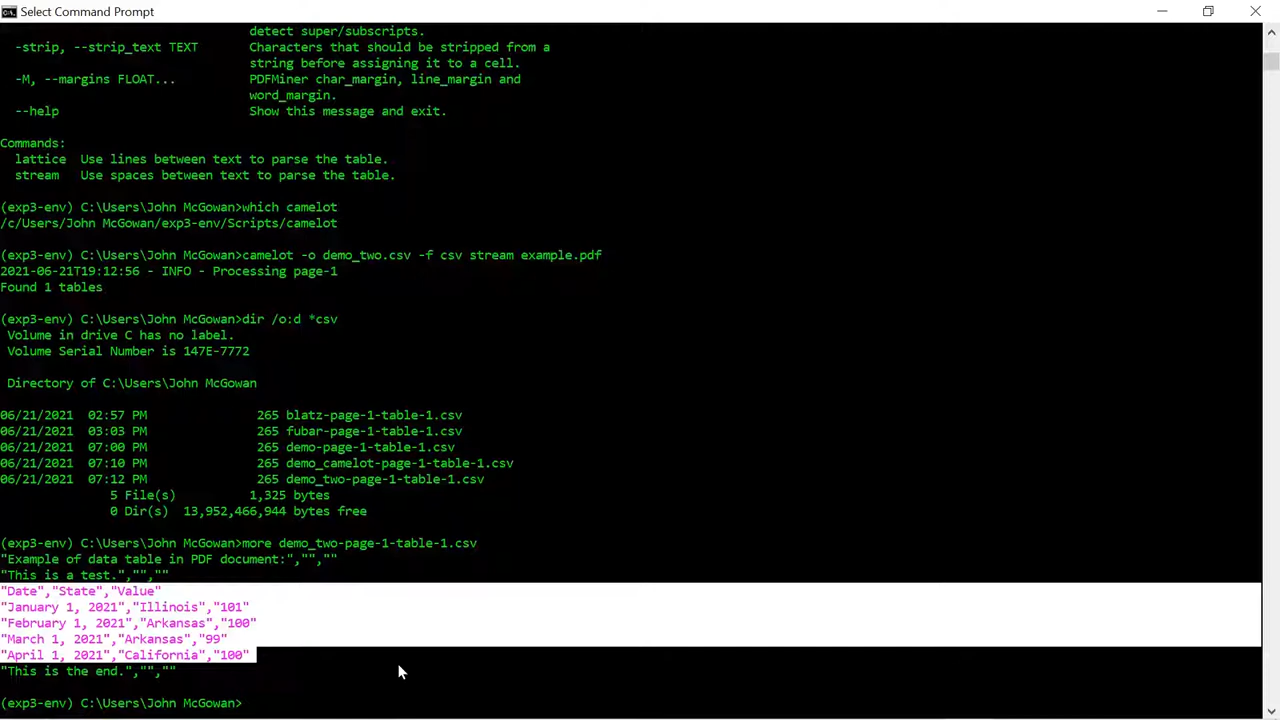 Select Command Prompt
detect super/subscripts.
-strip, --strip_text TEXT Characters that should be stripped from a
string before assigning it to a cell.
-M, --margins FLOAT... PDFMiner char_margin, line_margin and
word_margin.
--help Show this message and exit.
Commands:
lattice Use lines between text to parse the table.
stream Use spaces between text to parse the table.
(exp3-env) C:\Users\John McGowan>which camelot
/c/Users/John McGowan/exp3-env/Scripts/camelot
(exp3-env) C:\Users\John McGowan>camelot -o demo_two.csv -f csv stream example.pdf
2021-06-21T19:12:56 - INFO - Processing page-1
Found 1 tables
(exp3-env) C:\Users\John McGowan>dir /o:d *csv
Volume in drive C has no label.
Volume Serial Number is 147E-7772
Directory of C:\Users\John McGowan
06/21/2021 02:57 PM 265 blatz-page-1-table-1.csv
06/21/2021 03:03 PM 265 fubar-page-1-table-1.csv
06/21/2021 07:00 PM 265 demo-page-1-table-1.csv
06/21/2021 07:10 PM 265 demo_camelot-page-1-table-1.csv
06/21/2021 07:12 PM 265 demo_two-page-1-table-1.csv
5 File(s) 1,325 bytes
0 Dir(s) 13,952,466,944 bytes free
(exp3-env) C:\Users\John McGowan>more demo_two-page-1-table-1.csv
"Example of data table in PDF document:","",""
"This is a test.","",""
"Date","State","Value"
"January 1, 2021","Illinois","101"
"February 1, 2021","Arkansas","100"
"March 1, 2021","Arkansas","99"
"April 1, 2021","California","100"
"This is the end.","",""
(exp3-env) C:\Users\John McGowan>